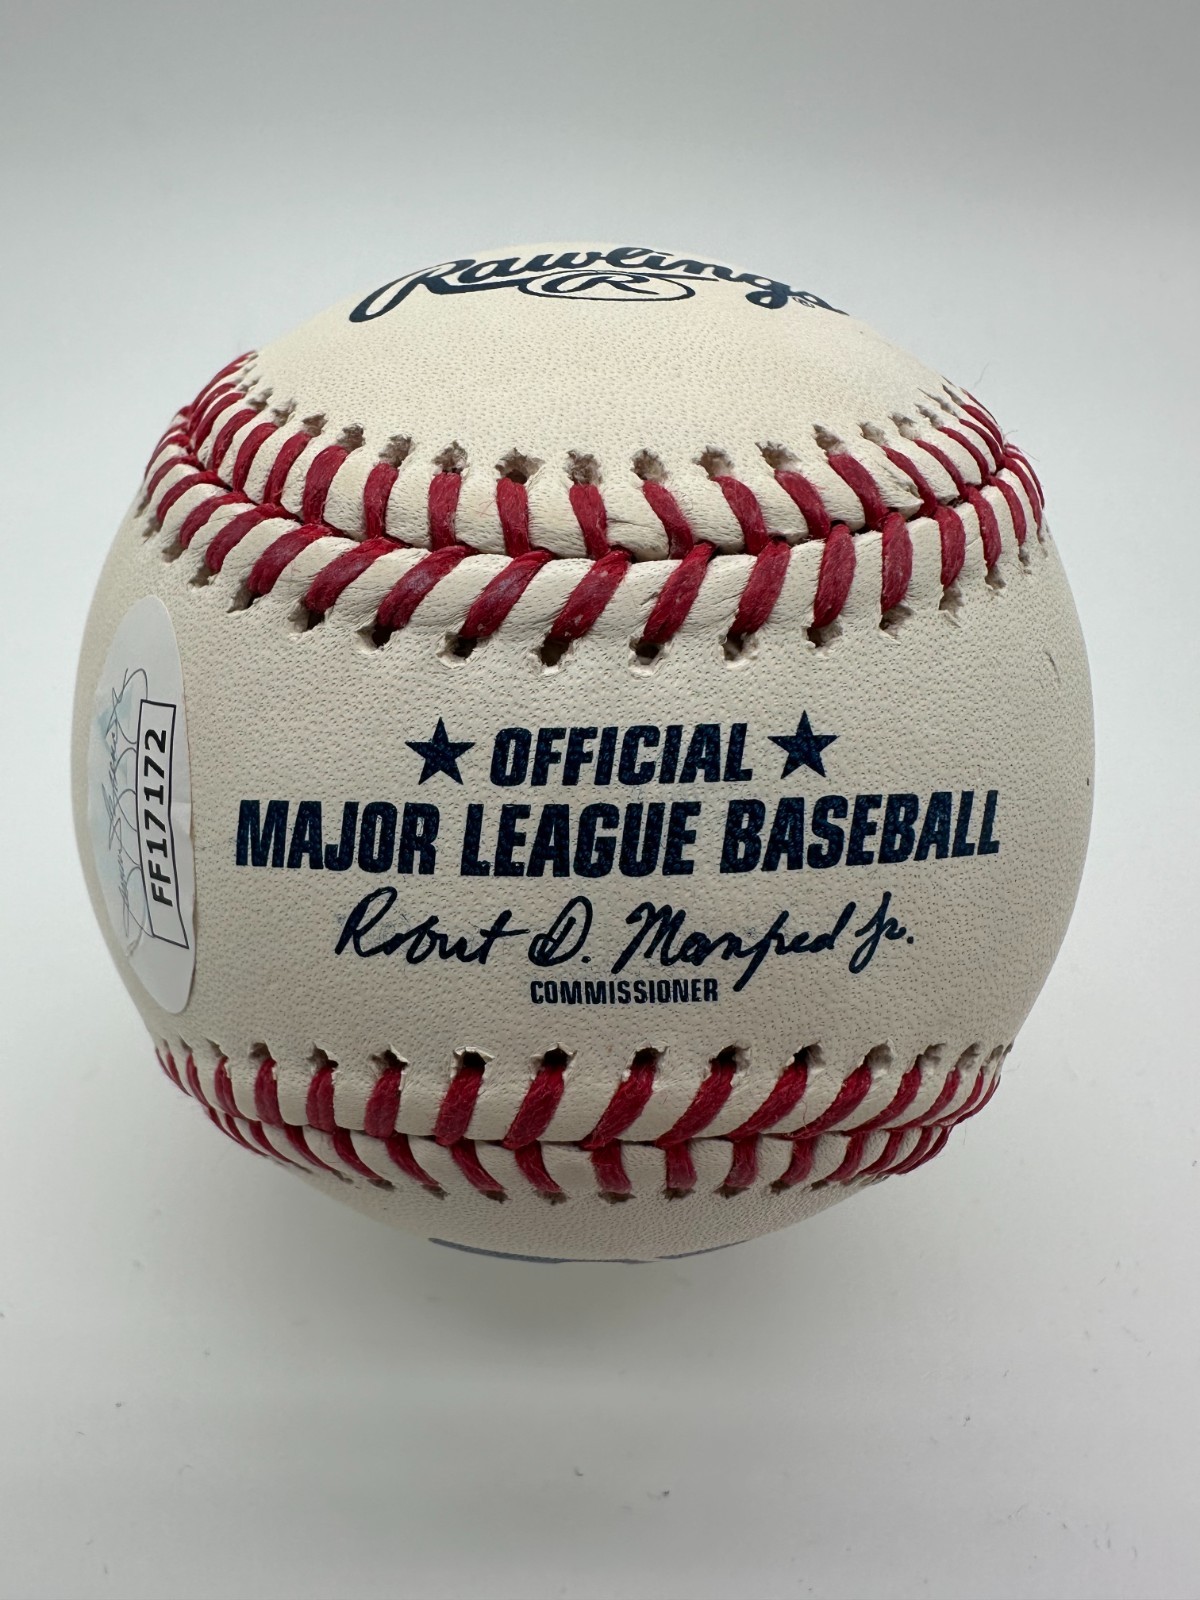 Rawlings
R
★ OFFICIAL ★
MAJOR LEAGUE BASEBALL
Robert D. Manfred Jr.
COMMISSIONER
FF17172